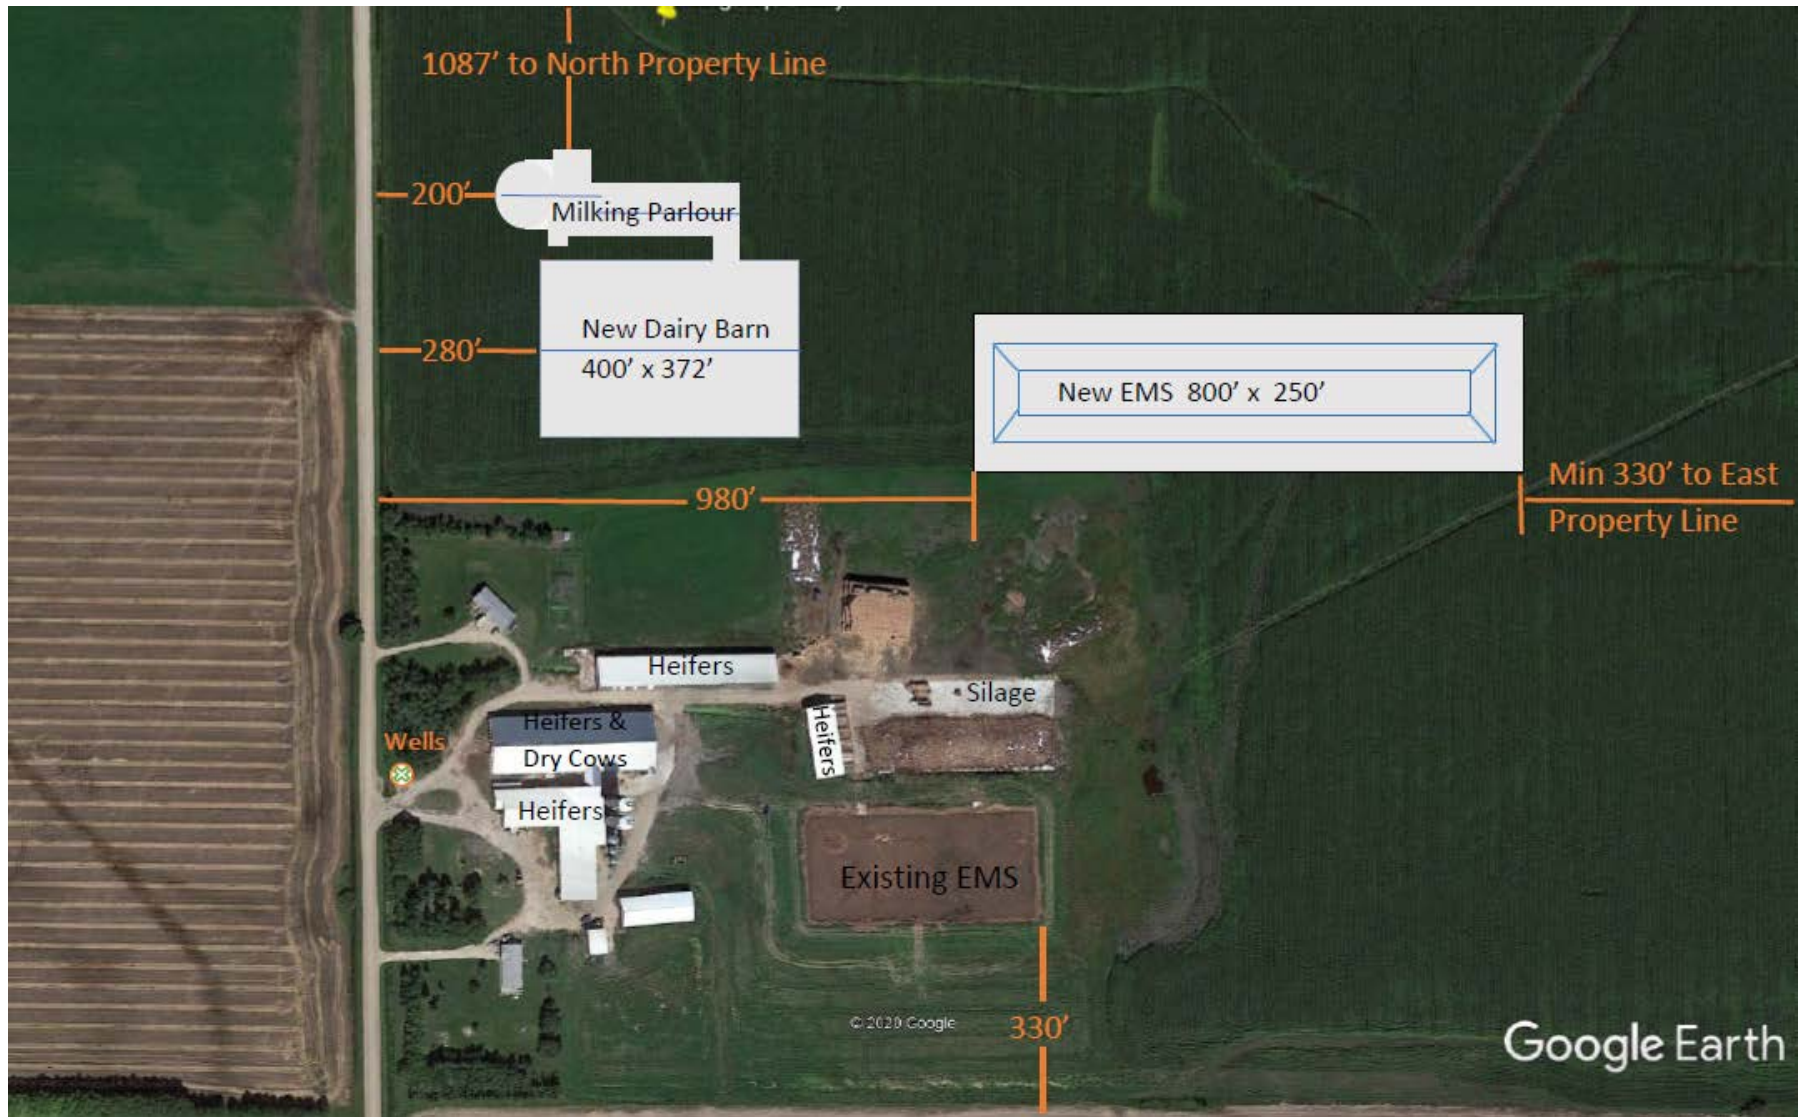 1087’ to North Property Line
200’
Milking Parlour
New Dairy Barn
280’
400’ x 372’
New EMS 800’ x 250’
980’
Min 330’ to East
Property Line
Heifers
Silage
Heifers &
Dry Cows
Heifers
Wells
Heifers
Existing EMS
330’
© 2020 Google
Google Earth